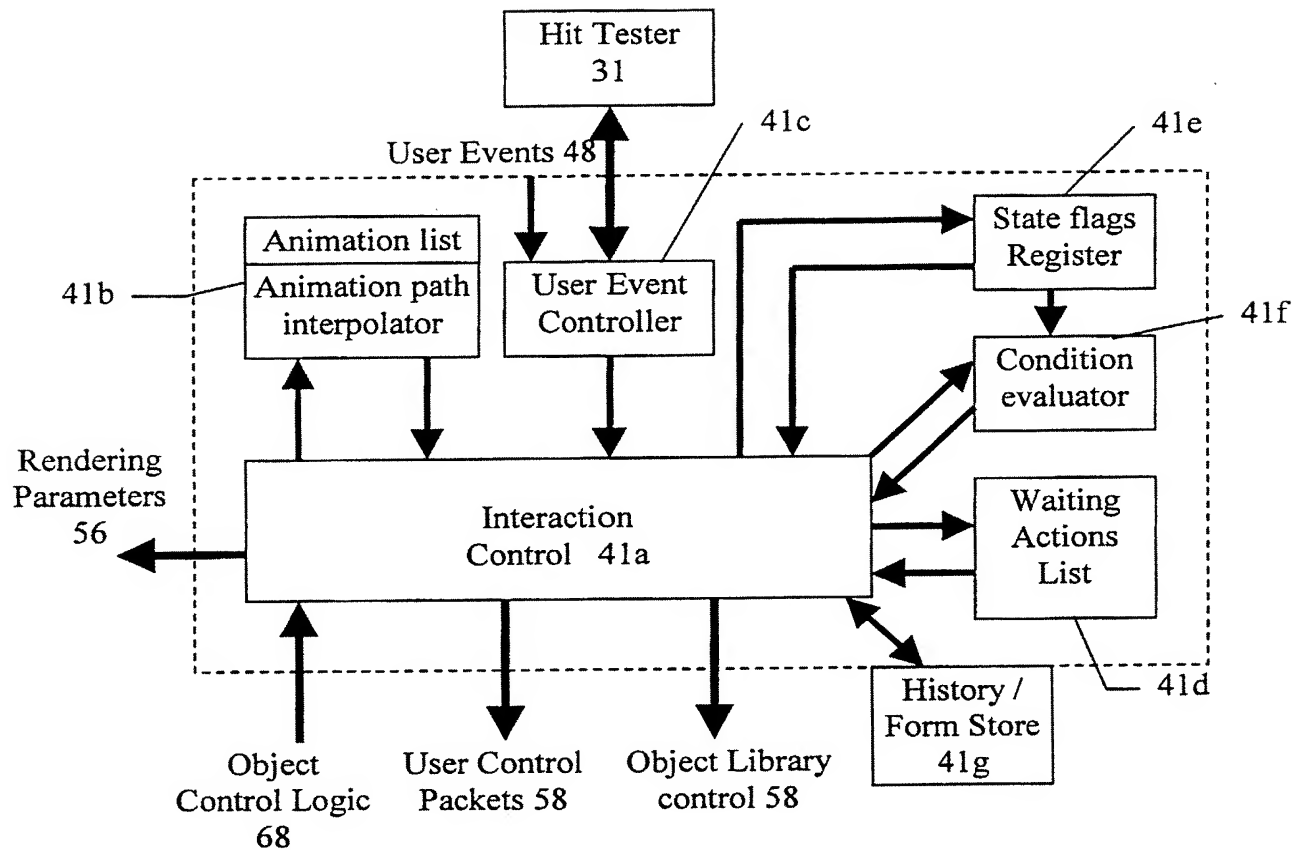 Hit Tester
31
41c
41e
User Events 48
State flags
Register
Animation list
Animation path
interpolator
41b
User Event
Controller
41f
Condition
evaluator
Rendering
Parameters
56
Interaction
Control 41a
Waiting
Actions
List
41d
History /
Form Store
41g
Object
Control Logic
68
User Control
Packets 58
Object Library
control 58